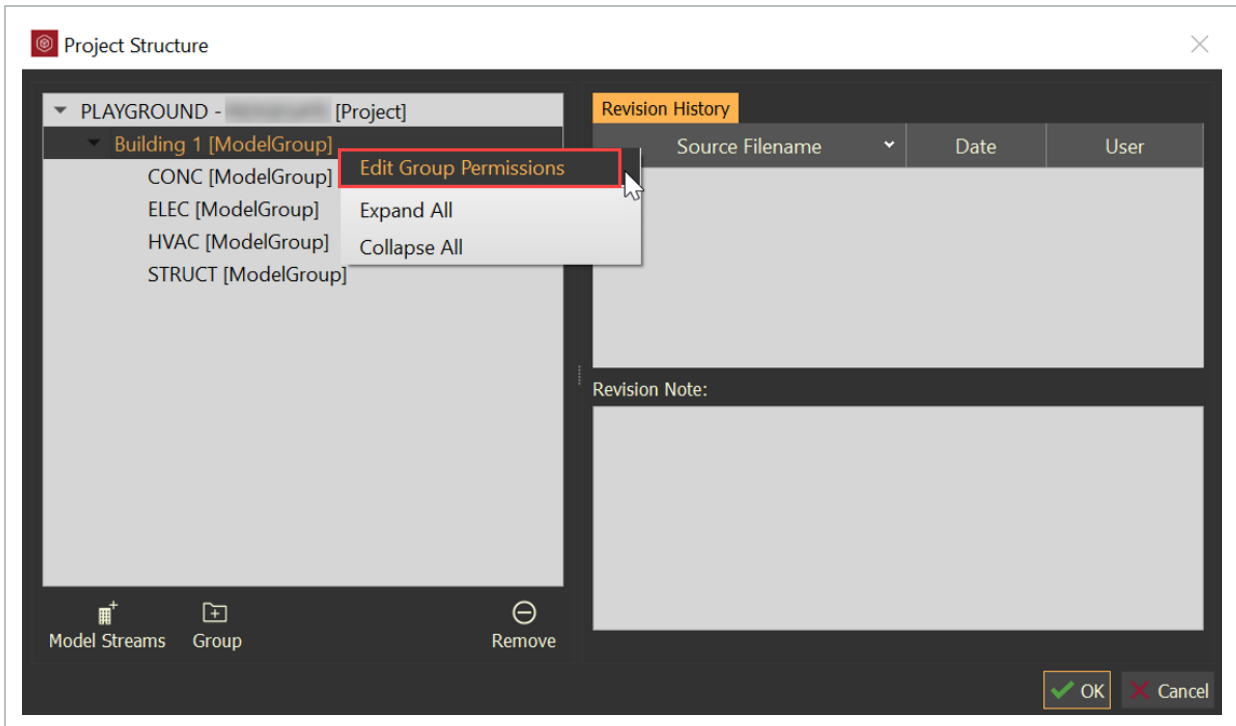 Project Structure
PLAYGROUND - [Project]
Building 1 [ModelGroup]
CONC [ModelGroup]
ELEC [ModelGroup]
HVAC [ModelGroup]
STRUCT [ModelGroup]
Edit Group Permissions
Expand All
Collapse All
Model Streams
Group
Remove
Revision History
Source Filename Date User
Revision Note:
OK Cancel